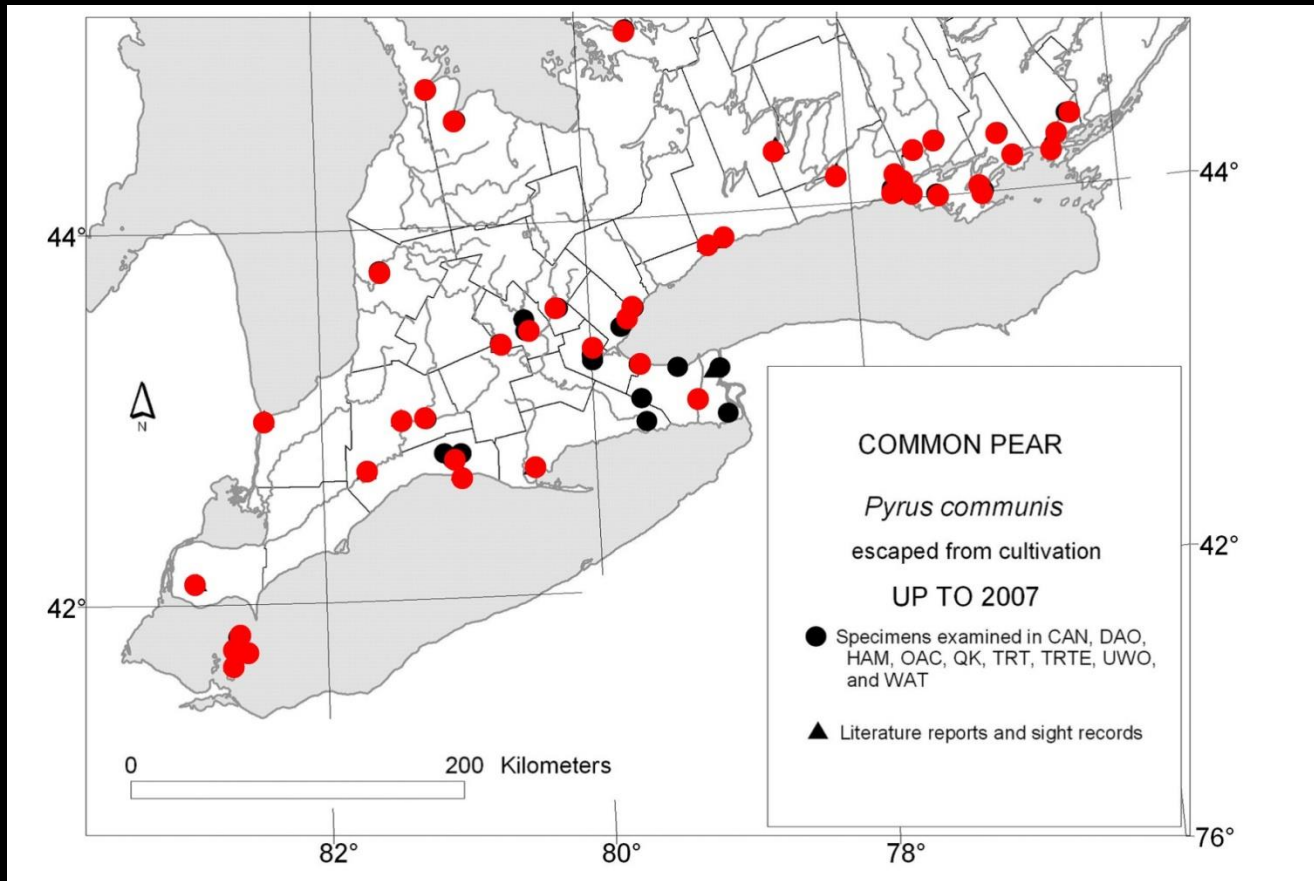 44°
44°
N
COMMON PEAR
Pyrus communis
escaped from cultivation
UP TO 2007
Specimens examined in CAN, DAO,
HAM, OAC, QK, TRT, TRTE, UWO,
and WAT
Literature reports and sight records
42°
42°
0 200 Kilometers
82° 80° 78° 76°